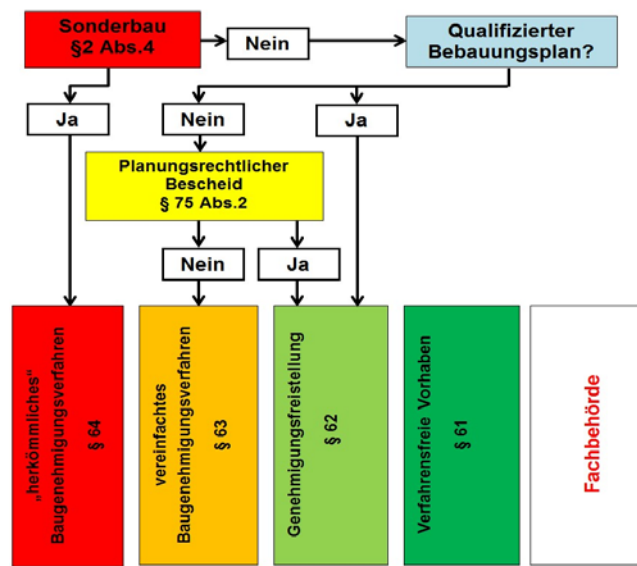 Sonderbau
§2 Abs.4
Nein
Qualifizierter
Bebauungsplan?
Ja
Nein
Ja
Planungsrechtlicher
Bescheid
§ 75 Abs.2
Nein
Ja
„herkömmliches“
Baugenehmigungsverfahren
§ 64
vereinfachtes
Baugenehmigungsverfahren
§ 63
Genehmigungsfreistellung
§ 62
Verfahrensfreie Vorhaben
§ 61
Fachbehörde